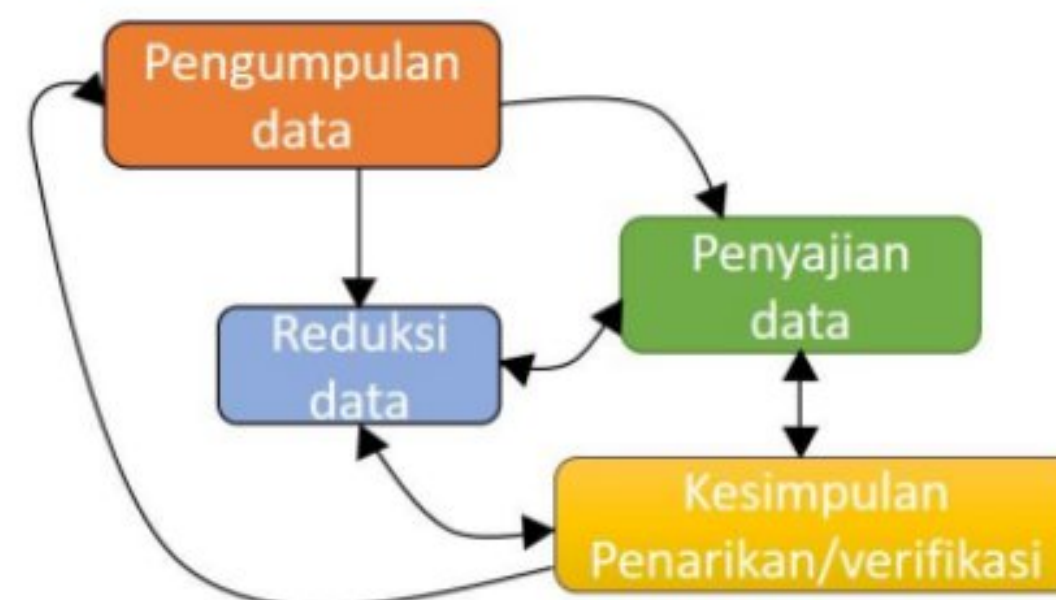 Pengumpulan
data
Penyajian
data
Reduksi
data
Kesimpulan
Penarikan/verifikasi